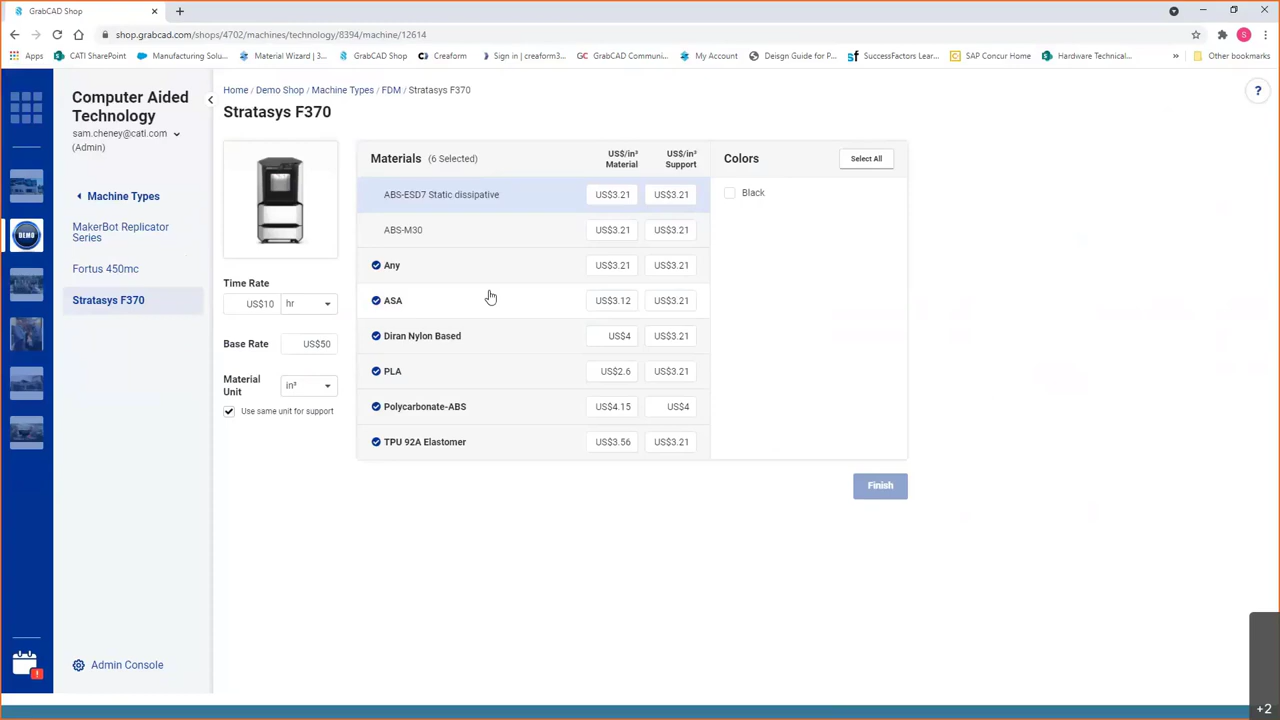 GrabCAD Shop
shop.grabcad.com/shops/4702/machines/technology/8394/machine/12614
S
Apps
CATI SharePoint
Manufacturing Solu...
Material Wizard | 3...
GrabCAD Shop
Creaform
Sign in | creaform3...
GC GrabCAD Communi...
My Account
Design Guide for P...
SuccessFactors Lear...
SAP Concur Home
Hardware Technical...
»
Other bookmarks
Computer Aided
Technology
sam.cheney@cati.com
(Admin)
Machine Types
MakerBot Replicator
Series
Fortus 450mc
Stratasys F370
Admin Console
DEMO
Home / Demo Shop / Machine Types / FDM / Stratasys F370
?
Stratasys F370
Time Rate
US$10 hr
Base Rate US$50
Material
Unit
in³
Use same unit for support
Materials (6 Selected)
US$/in³
Material
US$/in³
Support
ABS-ESD7 Static dissipative US$3.21 US$3.21
ABS-M30 US$3.21 US$3.21
Any US$3.21 US$3.21
ASA US$3.12 US$3.21
Diran Nylon Based US$4 US$3.21
PLA US$2.6 US$3.21
Polycarbonate-ABS US$4.15 US$4
TPU 92A Elastomer US$3.56 US$3.21
Colors
Select All
Black
Finish
+2